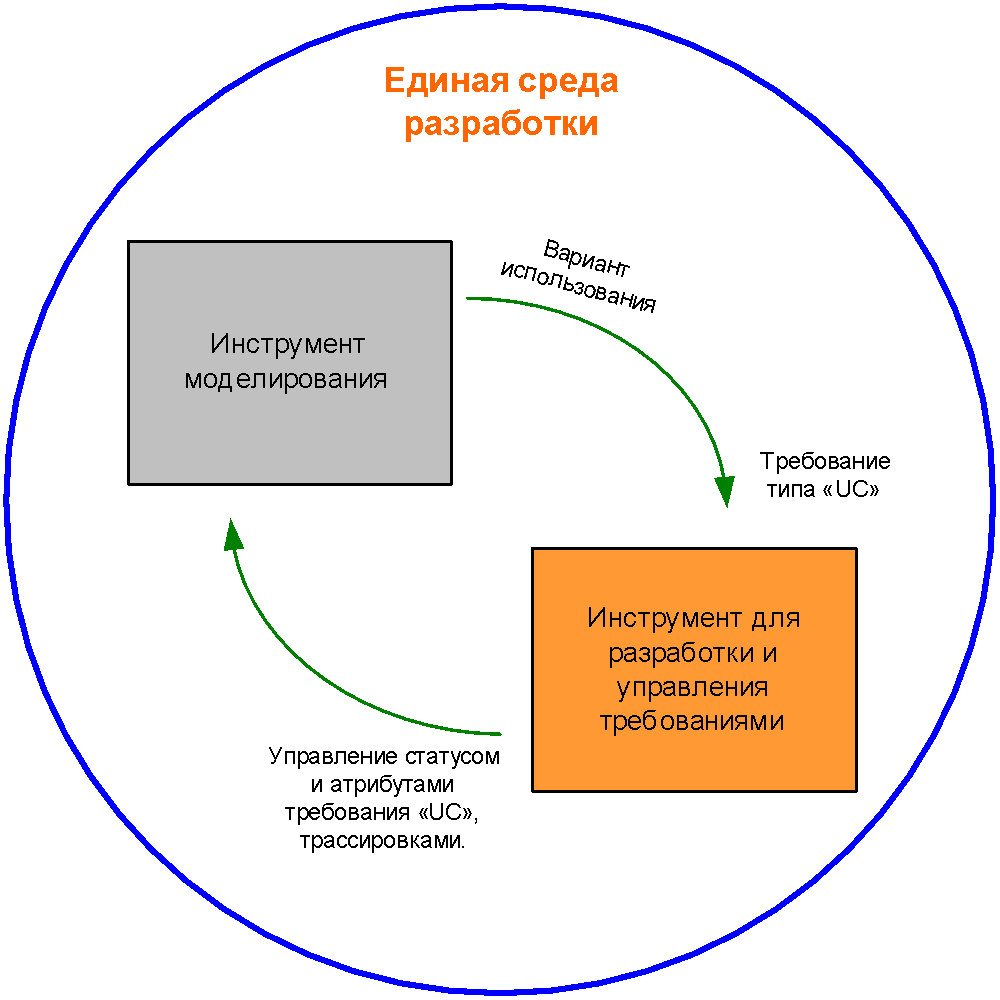 Единая среда
разработки
Вариант
использования
Инструмент
моделирования
Требование
типа «UC»
Инструмент для
разработки и
управления
требованиями
Управление статусом
и атрибутами
требования «UC»,
трассировками.